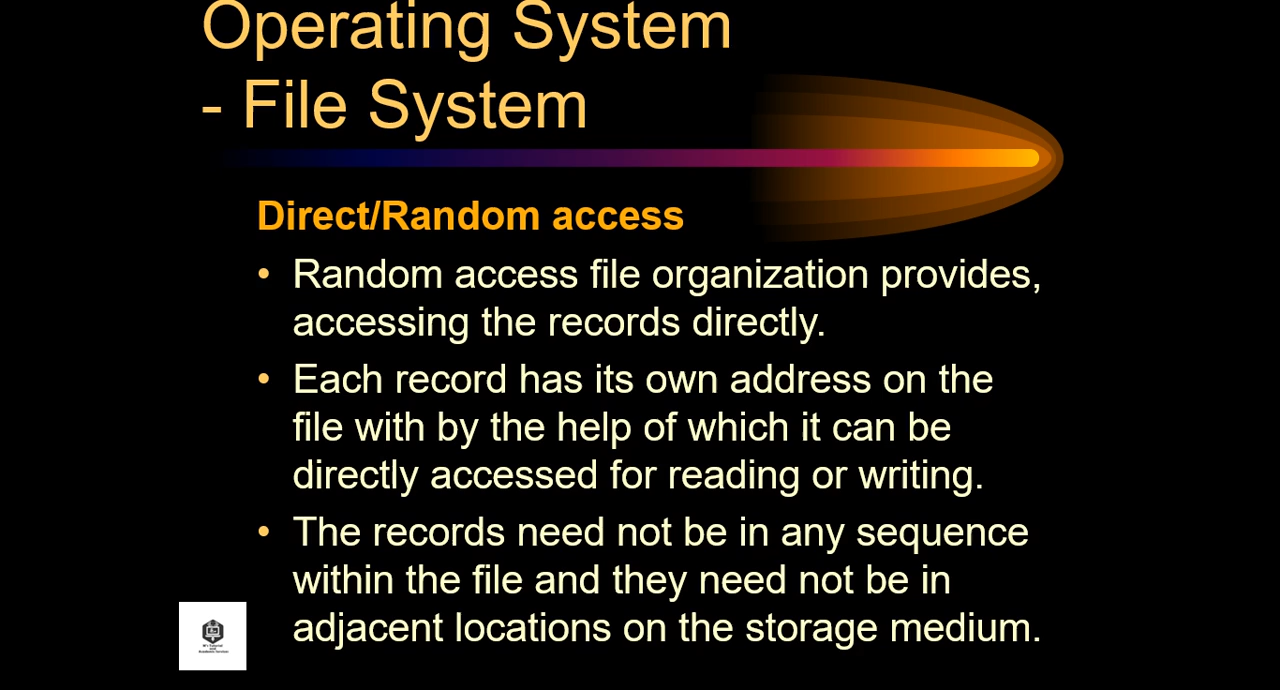 Operating System
- File System
Direct/Random access
• Random access file organization provides,
accessing the records directly.
• Each record has its own address on the
file with by the help of which it can be
directly accessed for reading or writing.
• The records need not be in any sequence
within the file and they need not be in
adjacent locations on the storage medium.